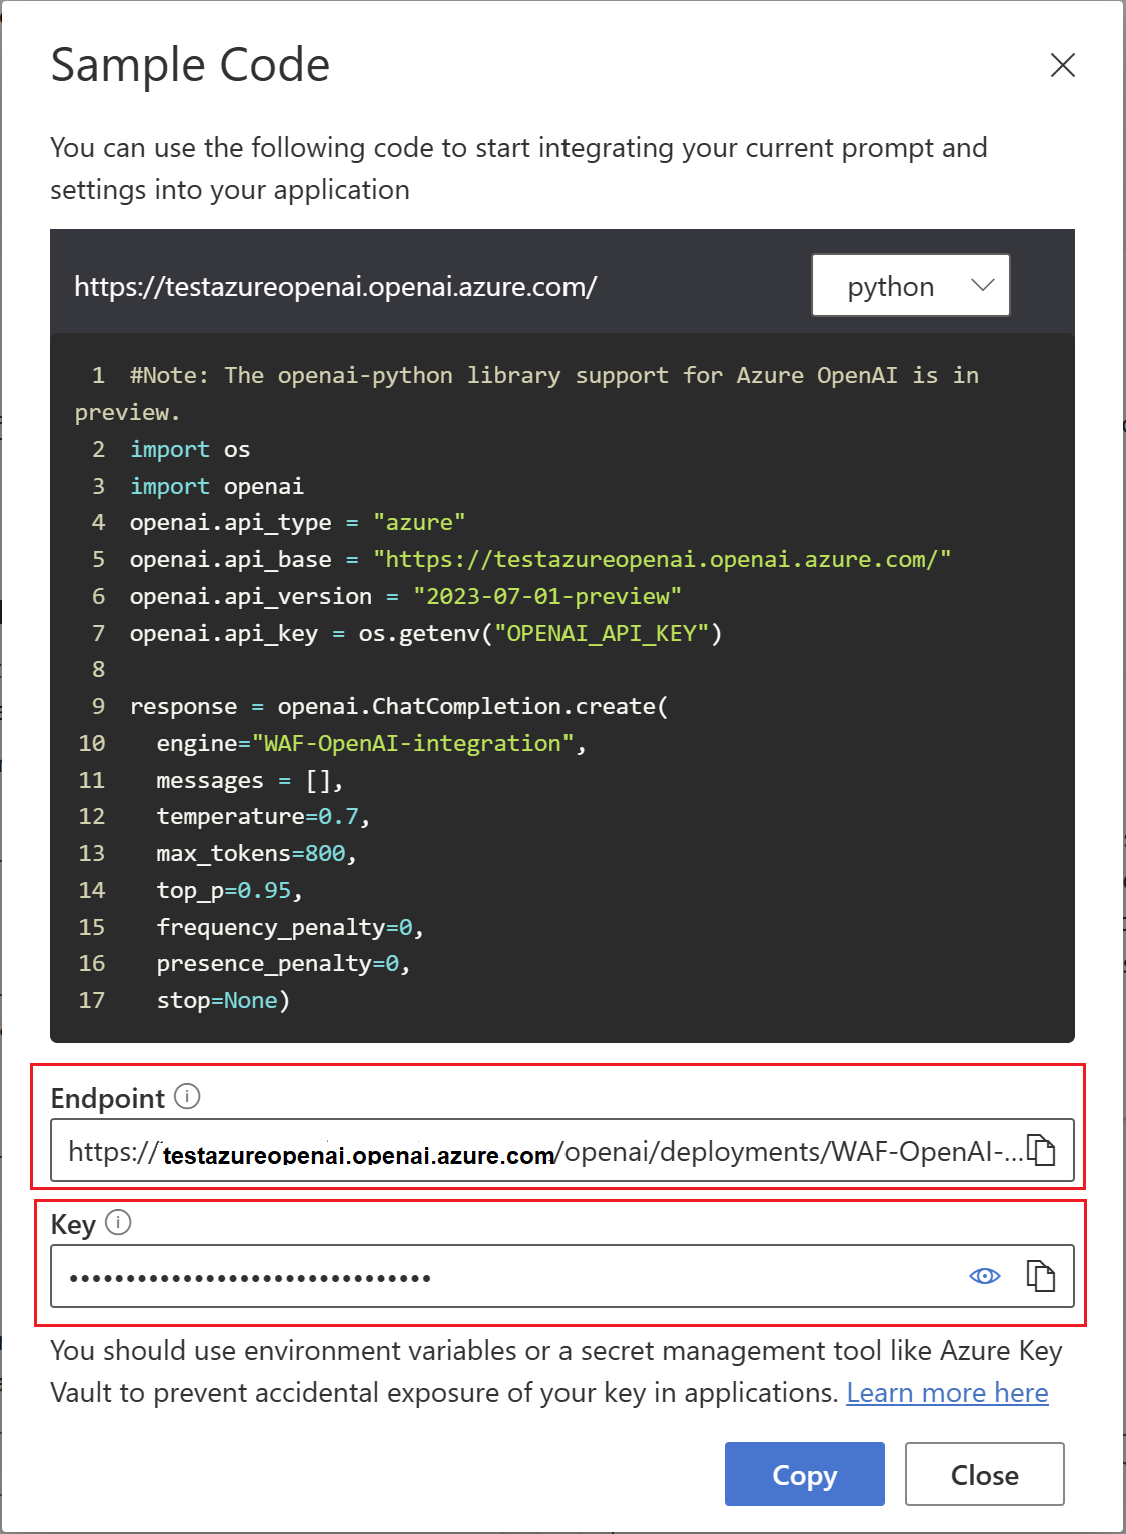 Sample Code
You can use the following code to start integrating your current prompt and
settings into your application
https://testazureopenai.openai.azure.com/
python
1 #Note: The openai-python library support for Azure OpenAI is in
preview.
2 import os
3 import openai
4 openai.api_type = "azure"
5 openai.api_base = "https://testazureopenai.openai.azure.com/"
6 openai.api_version = "2023-07-01-preview"
7 openai.api_key = os.getenv("OPENAI_API_KEY")
8
9 response = openai.ChatCompletion.create(
10   engine="WAF-OpenAI-integration",
11   messages = [],
12   temperature=0.7,
13   max_tokens=800,
14   top_p=0.95,
15   frequency_penalty=0,
16   presence_penalty=0,
17   stop=None)
Endpoint
https://testazureopenai.openai.azure.com/openai/deployments/WAF-OpenAI-...
Key
••••••••••••••••••••••••••••••••
You should use environment variables or a secret management tool like Azure Key
Vault to prevent accidental exposure of your key in applications. Learn more here
Copy
Close